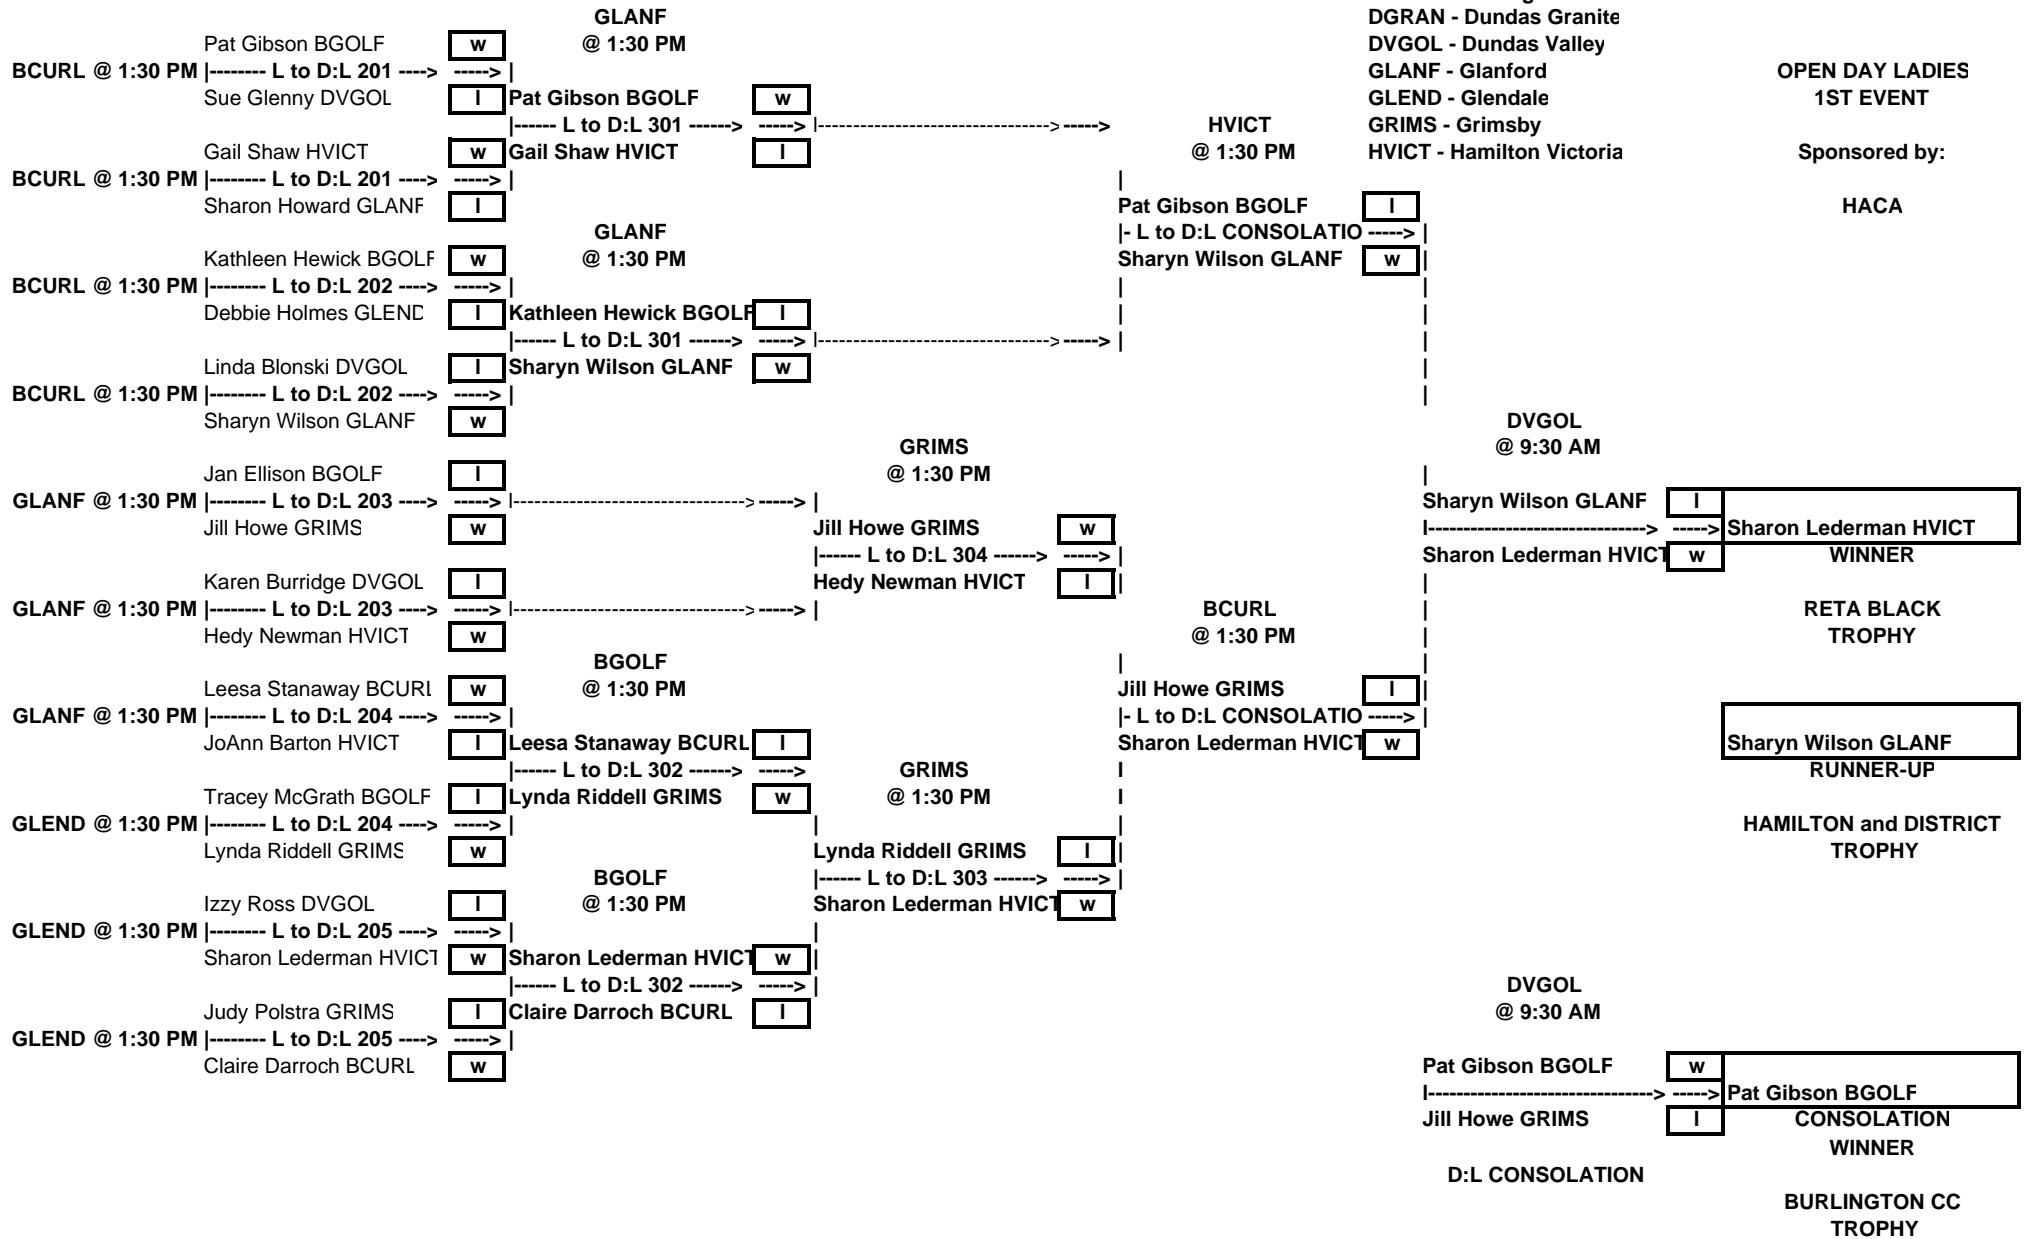 GLANF DGRAN - Dundas Granite
Pat Gibson BGOLF w @ 1:30 PM DVGOL - Dundas Valley
BCURL @ 1:30 PM |-------- L to D:L 201 ----> -----> | GLANF - Glanford OPEN DAY LADIES
Sue Glenny DVGOL l Pat Gibson BGOLF w GLEND - Glendale 1ST EVENT
|------ L to D:L 301 ------> -----> |---------------------------------> -----> HVICT GRIMS - Grimsby
Gail Shaw HVICT w Gail Shaw HVICT l @ 1:30 PM HVICT - Hamilton Victoria Sponsored by:
BCURL @ 1:30 PM |-------- L to D:L 201 ----> -----> | |
Sharon Howard GLANF l Pat Gibson BGOLF l HACA
GLANF |- L to D:L CONSOLATIO -----> |
Kathleen Hewick BGOLF w @ 1:30 PM Sharyn Wilson GLANF w |
BCURL @ 1:30 PM |-------- L to D:L 202 ----> -----> | | |
Debbie Holmes GLEND l Kathleen Hewick BGOLF l | |
|------ L to D:L 301 ------> -----> |---------------------------------> -----> | |
Linda Blonski DVGOL l Sharyn Wilson GLANF w |
BCURL @ 1:30 PM |-------- L to D:L 202 ----> -----> | |
Sharyn Wilson GLANF w DVGOL
GRIMS @ 9:30 AM
Jan Ellison BGOLF l @ 1:30 PM |
GLANF @ 1:30 PM |-------- L to D:L 203 ----> -----> |---------------------------------> -----> | Sharyn Wilson GLANF l
Jill Howe GRIMS w Jill Howe GRIMS w |-------------------------------> -----> Sharon Lederman HVICT
|------ L to D:L 304 ------> -----> | Sharon Lederman HVICT w WINNER
Karen Burridge DVGOL l Hedy Newman HVICT l | |
GLANF @ 1:30 PM |-------- L to D:L 203 ----> -----> |---------------------------------> -----> | BCURL | RETA BLACK
Hedy Newman HVICT w @ 1:30 PM | TROPHY
BGOLF | |
Leesa Stanaway BCURL w @ 1:30 PM Jill Howe GRIMS l |
GLANF @ 1:30 PM |-------- L to D:L 204 ----> -----> | |- L to D:L CONSOLATIO -----> |
JoAnn Barton HVICT l Leesa Stanaway BCURL l Sharon Lederman HVICT w Sharyn Wilson GLANF
|------ L to D:L 302 ------> -----> GRIMS | RUNNER-UP
Tracey McGrath BGOLF l Lynda Riddell GRIMS w @ 1:30 PM |
GLEND @ 1:30 PM |-------- L to D:L 204 ----> -----> | | | HAMILTON and DISTRICT
Lynda Riddell GRIMS w Lynda Riddell GRIMS l | TROPHY
BGOLF |------ L to D:L 303 ------> -----> |
Izzy Ross DVGOL l @ 1:30 PM Sharon Lederman HVICT w
GLEND @ 1:30 PM |-------- L to D:L 205 ----> -----> | |
Sharon Lederman HVICT w Sharon Lederman HVICT w |
|------ L to D:L 302 ------> -----> | DVGOL
Judy Polstra GRIMS l Claire Darroch BCURL l @ 9:30 AM
GLEND @ 1:30 PM |-------- L to D:L 205 ----> -----> |
Claire Darroch BCURL w Pat Gibson BGOLF w
|--------------------------------> -----> Pat Gibson BGOLF
Jill Howe GRIMS l CONSOLATION
WINNER
D:L CONSOLATION
BURLINGTON CC
TROPHY